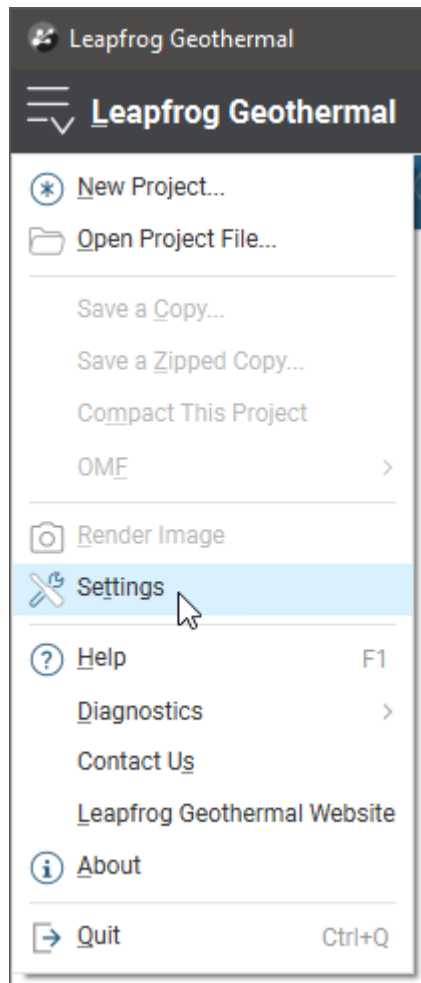 Leapfrog Geothermal
Leapfrog Geothermal
New Project...
Open Project File...
Save a Copy...
Save a Zipped Copy...
Compact This Project
OMF
Render Image
Settings
Help F1
Diagnostics
Contact Us
Leapfrog Geothermal Website
About
Quit Ctrl+Q